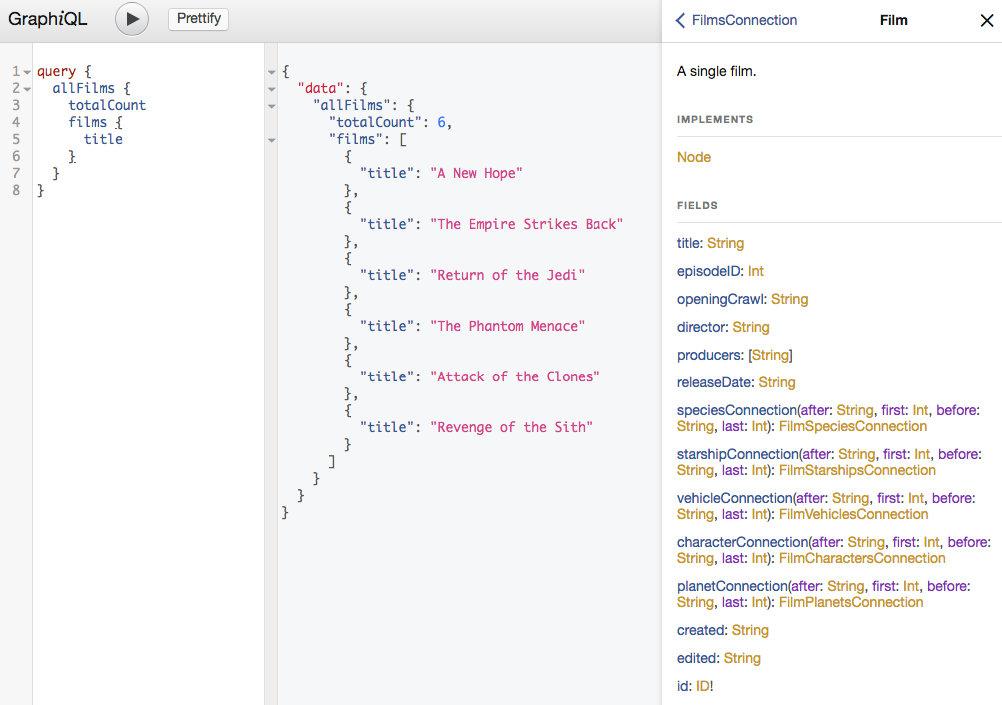 GraphiQL
Prettify
1 query {
2 allFilms {
3 totalCount
4 films {
5 title
6 }
7 }
8 }
{
"data": {
"allFilms": {
"totalCount": 6,
"films": [
{
"title": "A New Hope"
},
{
"title": "The Empire Strikes Back"
},
{
"title": "Return of the Jedi"
},
{
"title": "The Phantom Menace"
},
{
"title": "Attack of the Clones"
},
{
"title": "Revenge of the Sith"
}
]
}
}
}
FilmsConnection
Film
A single film.
IMPLEMENTS
Node
FIELDS
title: String
episodeID: Int
openingCrawl: String
director: String
producers: [String]
releaseDate: String
speciesConnection(after: String, first: Int, before:
String, last: Int): FilmSpeciesConnection
starshipConnection(after: String, first: Int, before:
String, last: Int): FilmStarshipsConnection
vehicleConnection(after: String, first: Int, before:
String, last: Int): FilmVehiclesConnection
characterConnection(after: String, first: Int, before:
String, last: Int): FilmCharactersConnection
planetConnection(after: String, first: Int, before:
String, last: Int): FilmPlanetsConnection
created: String
edited: String
id: ID!